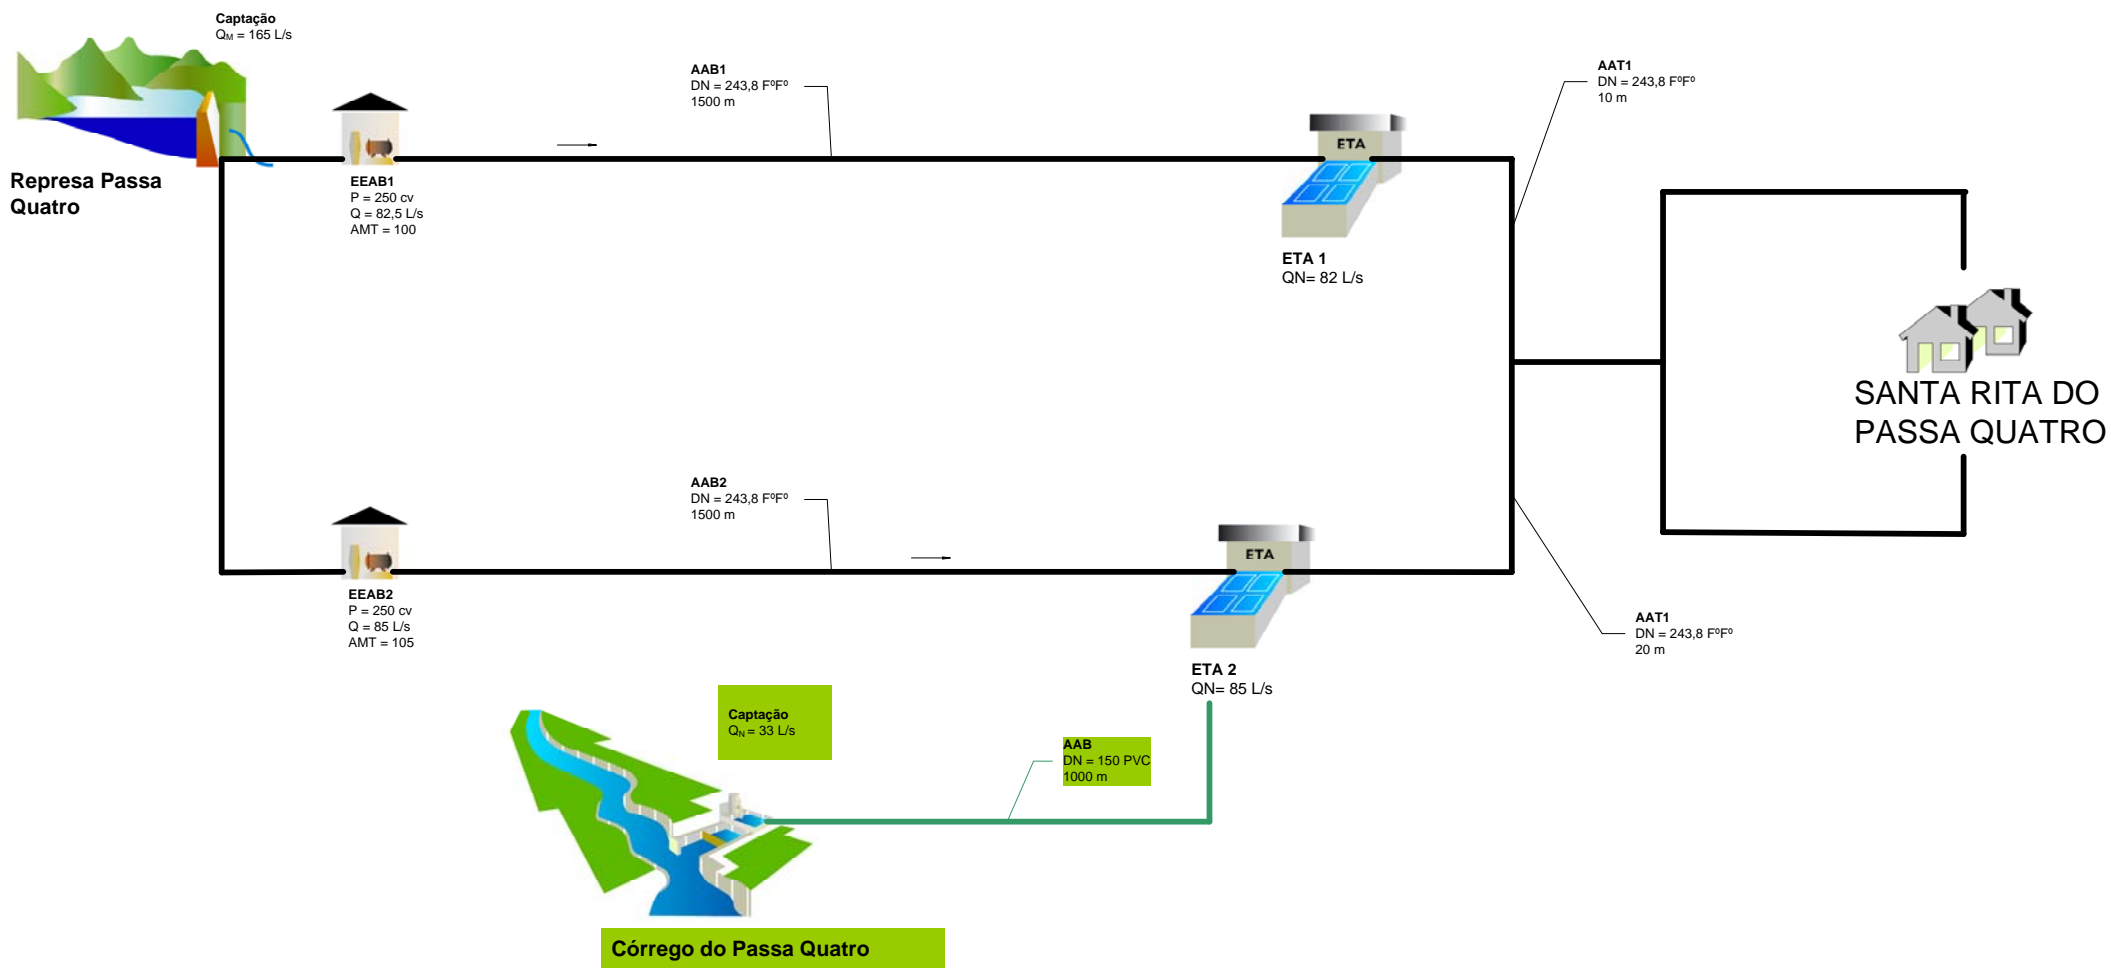 Captação
QM = 165 L/s
Represa Passa
Quatro
EEAB1
P = 250 cv
Q = 82,5 L/s
AMT = 100
AAB1
DN = 243,8 FºFº
1500 m
ETA
ETA 1
QN= 82 L/s
AAT1
DN = 243,8 FºFº
10 m
SANTA RITA DO
PASSA QUATRO
EEAB2
P = 250 cv
Q = 85 L/s
AMT = 105
AAB2
DN = 243,8 FºFº
1500 m
ETA
ETA 2
QN= 85 L/s
AAT1
DN = 243,8 FºFº
20 m
Captação
QN = 33 L/s
AAB
DN = 150 PVC
1000 m
Córrego do Passa Quatro